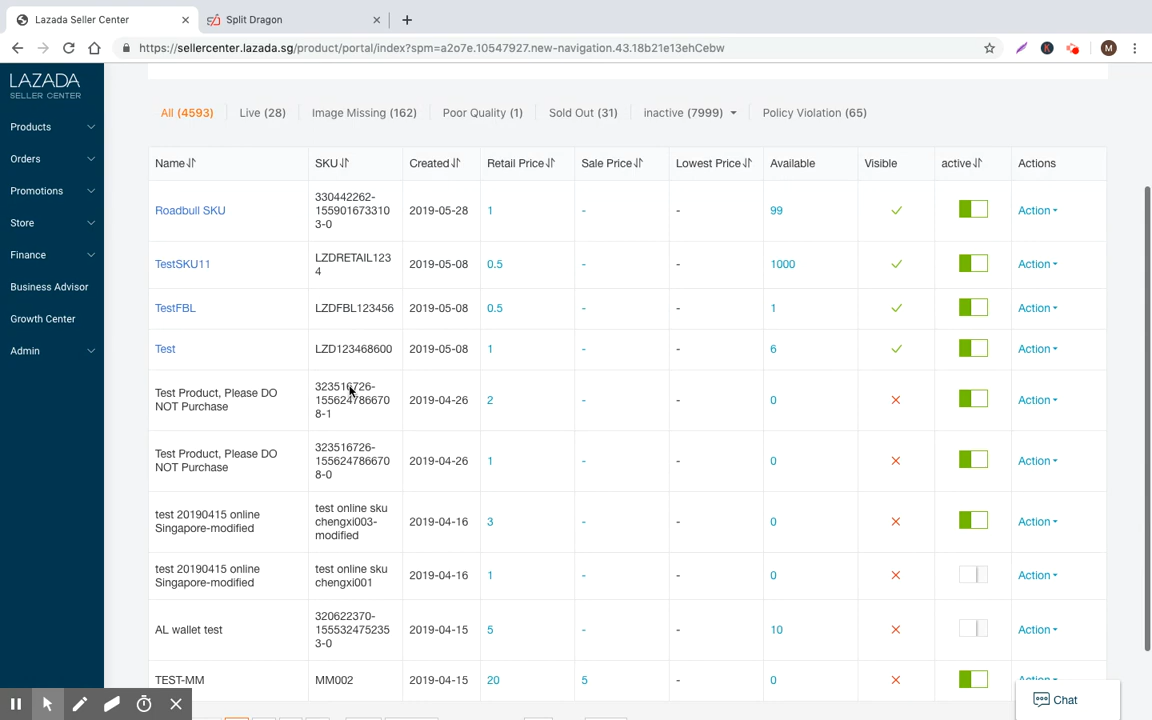 Lazada Seller Center
Split Dragon
https://sellercenter.lazada.sg/product/portal/index?spm=a2o7e.10547927.new-navigation.43.18b21e13ehCebw
K
M
LAZADA
SELLER CENTER
Products
Orders
Promotions
Store
Finance
Business Advisor
Growth Center
Admin
All (4593) Live (28) Image Missing (162) Poor Quality (1) Sold Out (31) inactive (7999) Policy Violation (65)
Name SKU Created Retail Price Sale Price Lowest Price Available Visible active Actions
Roadbull SKU
330442262-
155901673310
3-0
2019-05-28 1 - - 99 Action
TestSKU11
LZDRETAIL123
4
2019-05-08 0.5 - - 1000 Action
TestFBL LZDFBL123456 2019-05-08 0.5 - - 1 Action
Test LZD123468600 2019-05-08 1 - - 6 Action
Test Product, Please DO
NOT Purchase
323516726-
155624786670
8-1
2019-04-26 2 - - 0 Action
Test Product, Please DO
NOT Purchase
323516726-
155624786670
8-0
2019-04-26 1 - - 0 Action
test 20190415 online
Singapore-modified
test online sku
chengxi003-
modified
2019-04-16 3 - - 0 Action
test 20190415 online
Singapore-modified
test online sku
chengxi001
2019-04-16 1 - - 0 Action
AL wallet test
320622370-
155532475235
3-0
2019-04-15 5 - - 10 Action
TEST-MM MM002 2019-04-15 20 5 - 0 Action
Chat